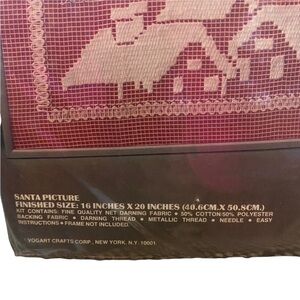 SANTA PICTURE
FINISHED SIZE: 16 INCHES X 20 INCHES (40.6CM.X 50.8CM.)
KIT CONTAINS: FINE QUALITY NET DARNING FABRIC • 50% COTTON/50% POLYESTER
BACKING FABRIC • DARNING THREAD • METALLIC THREAD • NEEDLE • EASY
INSTRUCTIONS • FRAME NOT INCLUDED.
YOGART CRAFTS CORP., NEW YORK, N.Y. 10001